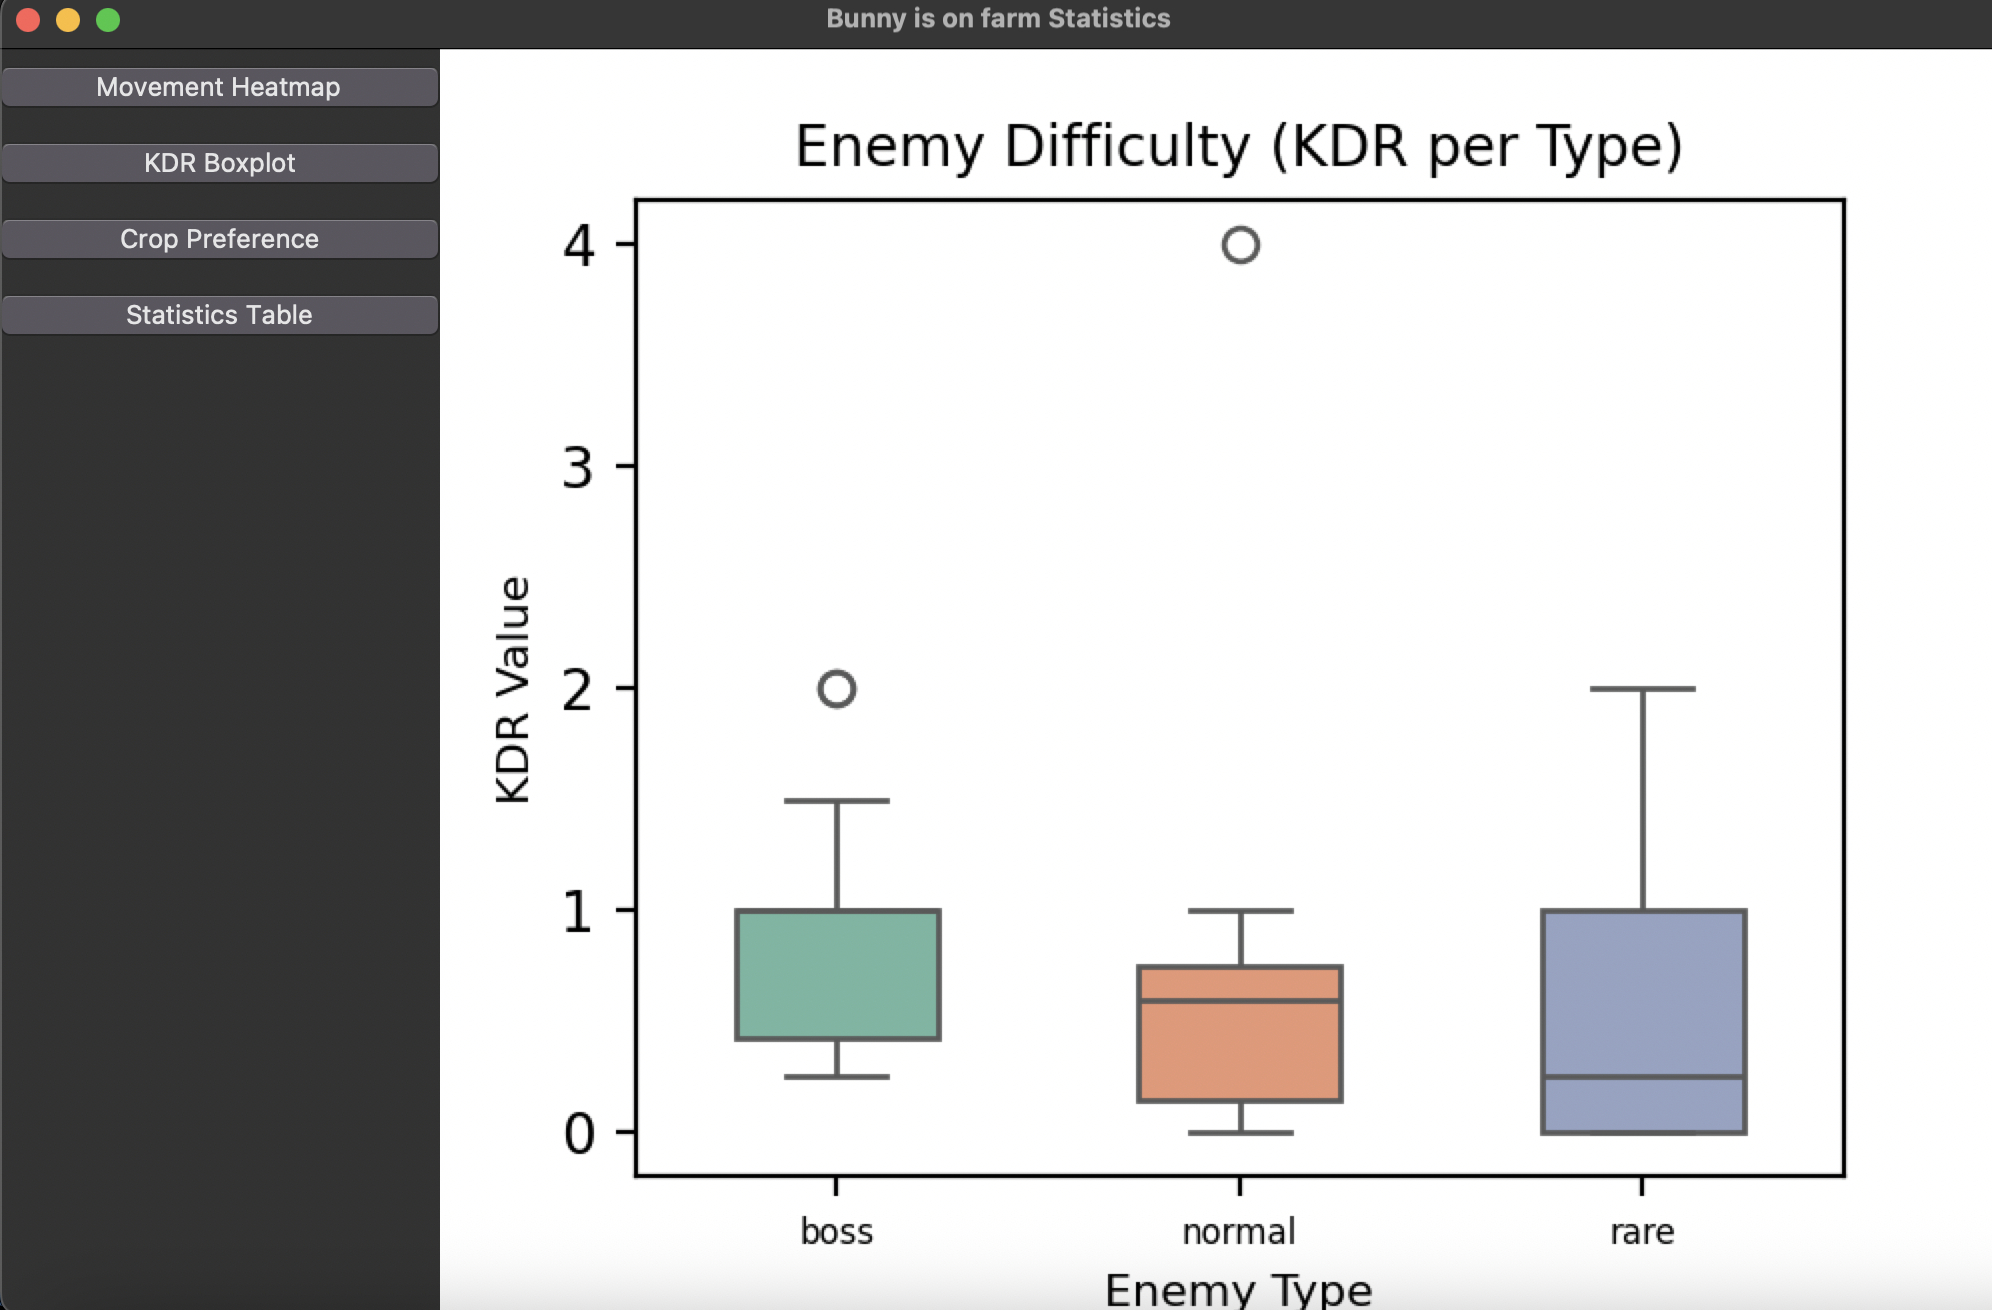 Bunny is on farm Statistics
Movement Heatmap
KDR Boxplot
Crop Preference
Statistics Table
Enemy Difficulty (KDR per Type)
KDR Value
4
3
2
1
0
boss normal rare
Enemy Type